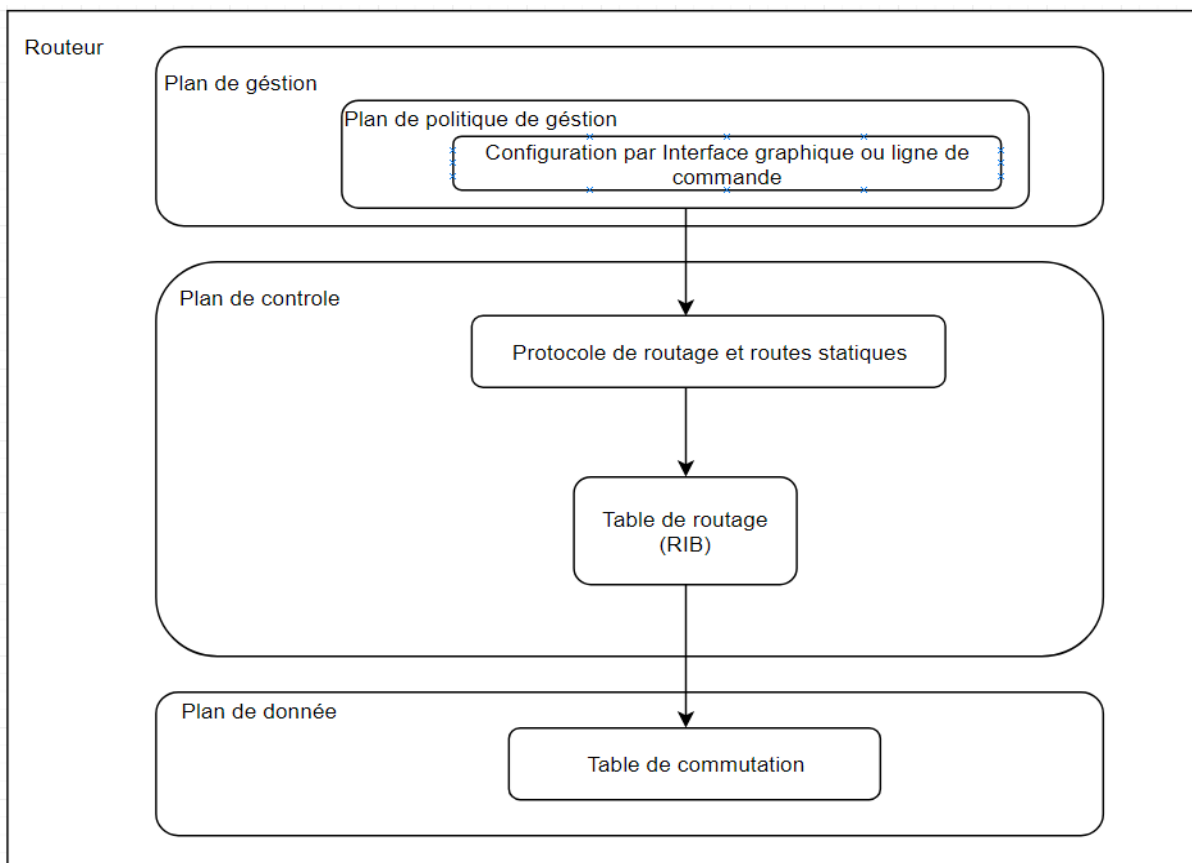 Routeur
Plan de géstion
Plan de politique de géstion
Configuration par Interface graphique ou ligne de
commande
Plan de controle
Protocole de routage et routes statiques
Table de routage
(RIB)
Plan de donnée
Table de commutation